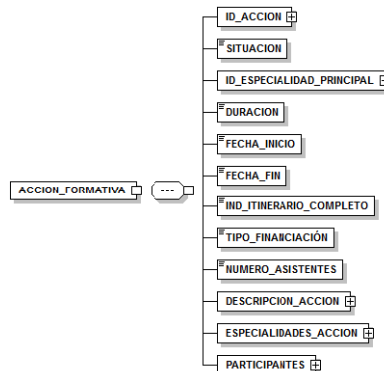 ID_ACCION
SITUACION
ID_ESPECIALIDAD_PRINCIPAL
DURACION
FECHA_INICIO
FECHA_FIN
ACCION_FORMATIVA
IND_ITINERARIO_COMPLETO
TIPO_FINANCIACIÓN
NUMERO_ASISTENTES
DESCRIPCION_ACCION
ESPECIALIDADES_ACCION
PARTICIPANTES